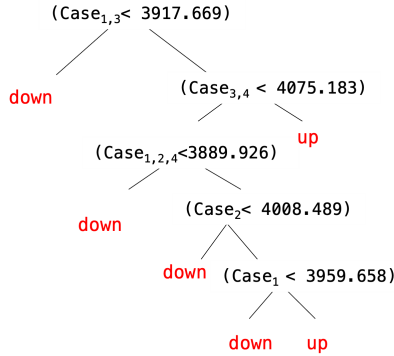 (Case1,3< 3917.669)
down
(Case3,4 < 4075.183)
up
(Case1,2,4<3889.926)
down
(Case2< 4008.489)
down
(Case1 < 3959.658)
down up